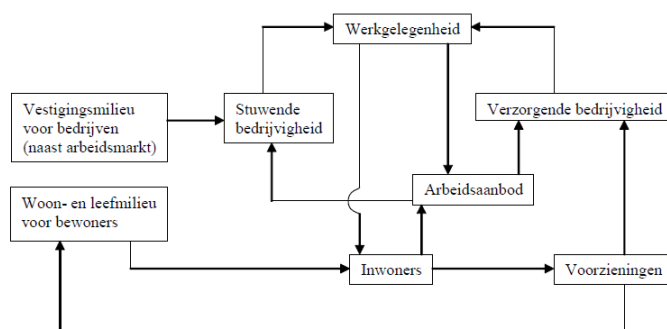 Werkgelegenheid
Vestigingsmilieu
voor bedrijven
(naast arbeidsmarkt)
Stuwende
bedrijvigheid
Verzorgende bedrijvigheid
Woon- en leefmilieu
voor bewoners
Arbeidsaanbod
Inwoners
Voorzieningen